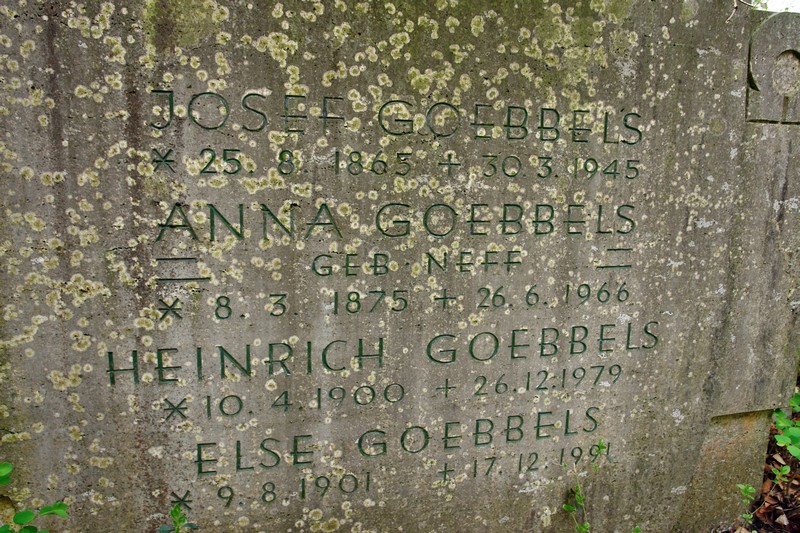 JOSEF GOEBBELS
* 25. 8. 1865 + 30. 3. 1945
ANNA GOEBBELS
GEB · NEFF
* 8. 3. 1875 + 26. 6. 1966
HEINRICH GOEBBELS
* 10. 4. 1900 + 26. 12. 1979
ELSE GOEBBELS
* 9. 8. 1901 + 17. 12. 1991